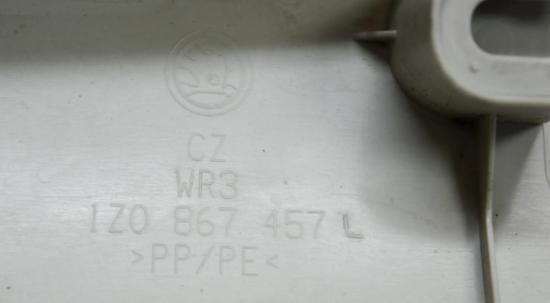 CZ
WR3
1Z0 867 457 L
>PP/PE<